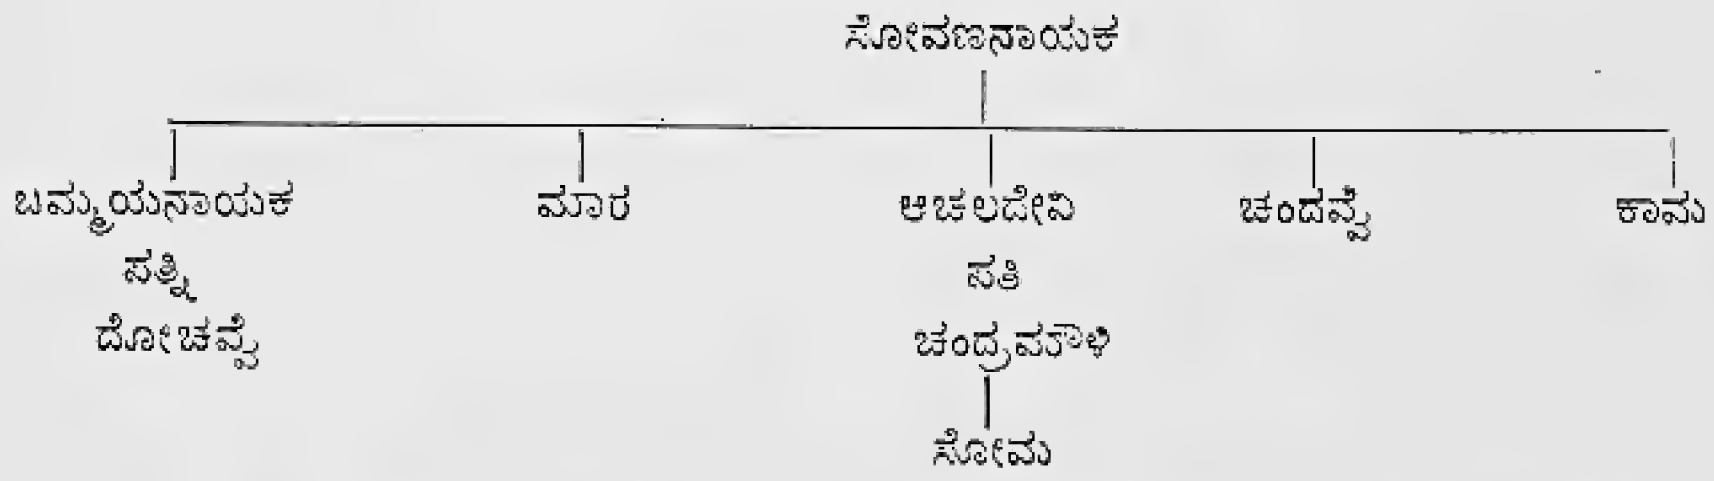 ಸೋವಣನಾಯಕ
ಬಮ್ಮಯನಾಯಕ ಮಾರ ಆಚಲದೇವಿ ಚಂದವ್ವೆ ಕಾಮ
ಪತ್ನಿ ಪತಿ
ದೋಚವ್ವೆ ಚಂದ್ರಮೌಳಿ
ಸೋಮ